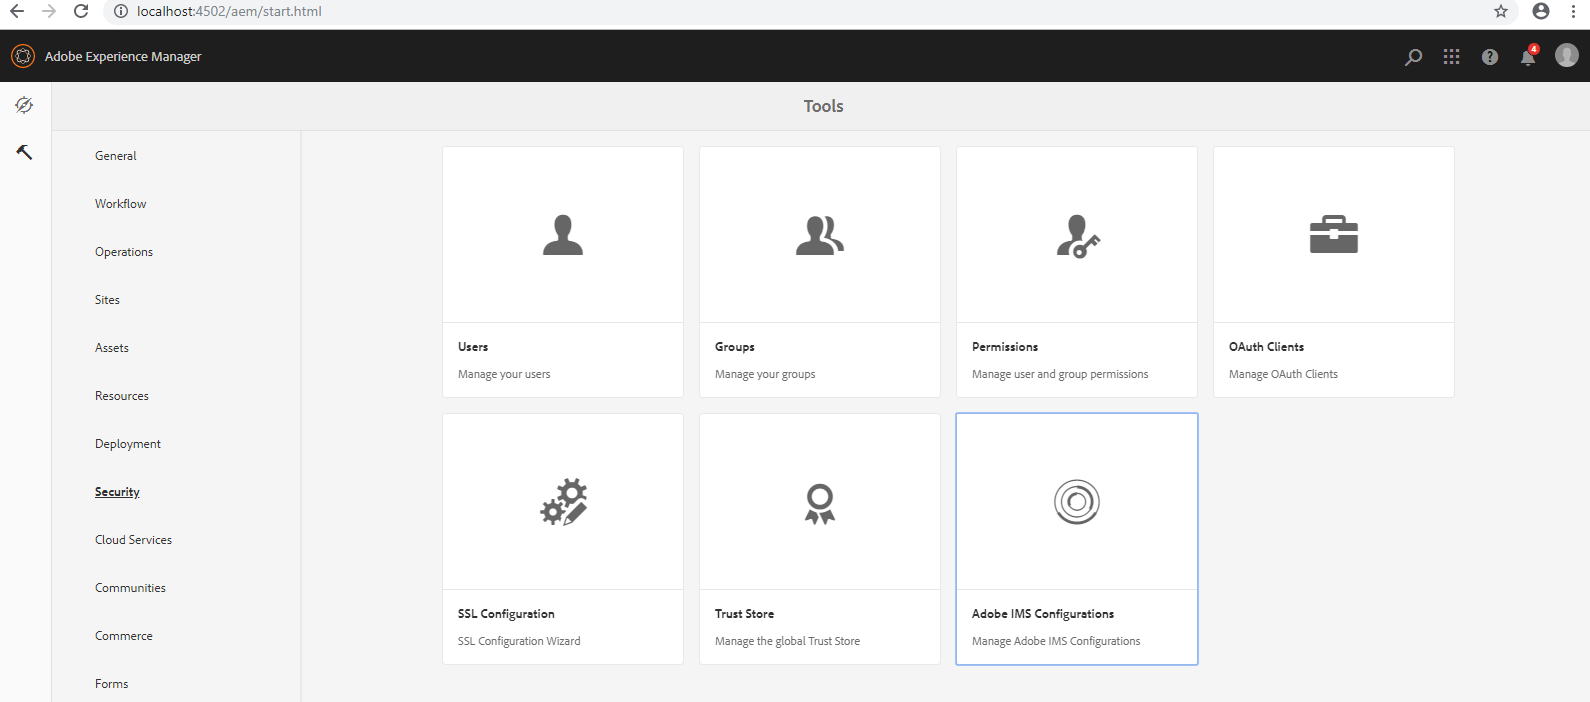 localhost:4502/aem/start.html
Adobe Experience Manager
4
Tools
General
Workflow
Operations
Sites
Assets
Resources
Deployment
Security
Cloud Services
Communities
Commerce
Forms
Users
Manage your users
Groups
Manage your groups
Permissions
Manage user and group permissions
OAuth Clients
Manage OAuth Clients
SSL Configuration
SSL Configuration Wizard
Trust Store
Manage the global Trust Store
Adobe IMS Configurations
Manage Adobe IMS Configurations